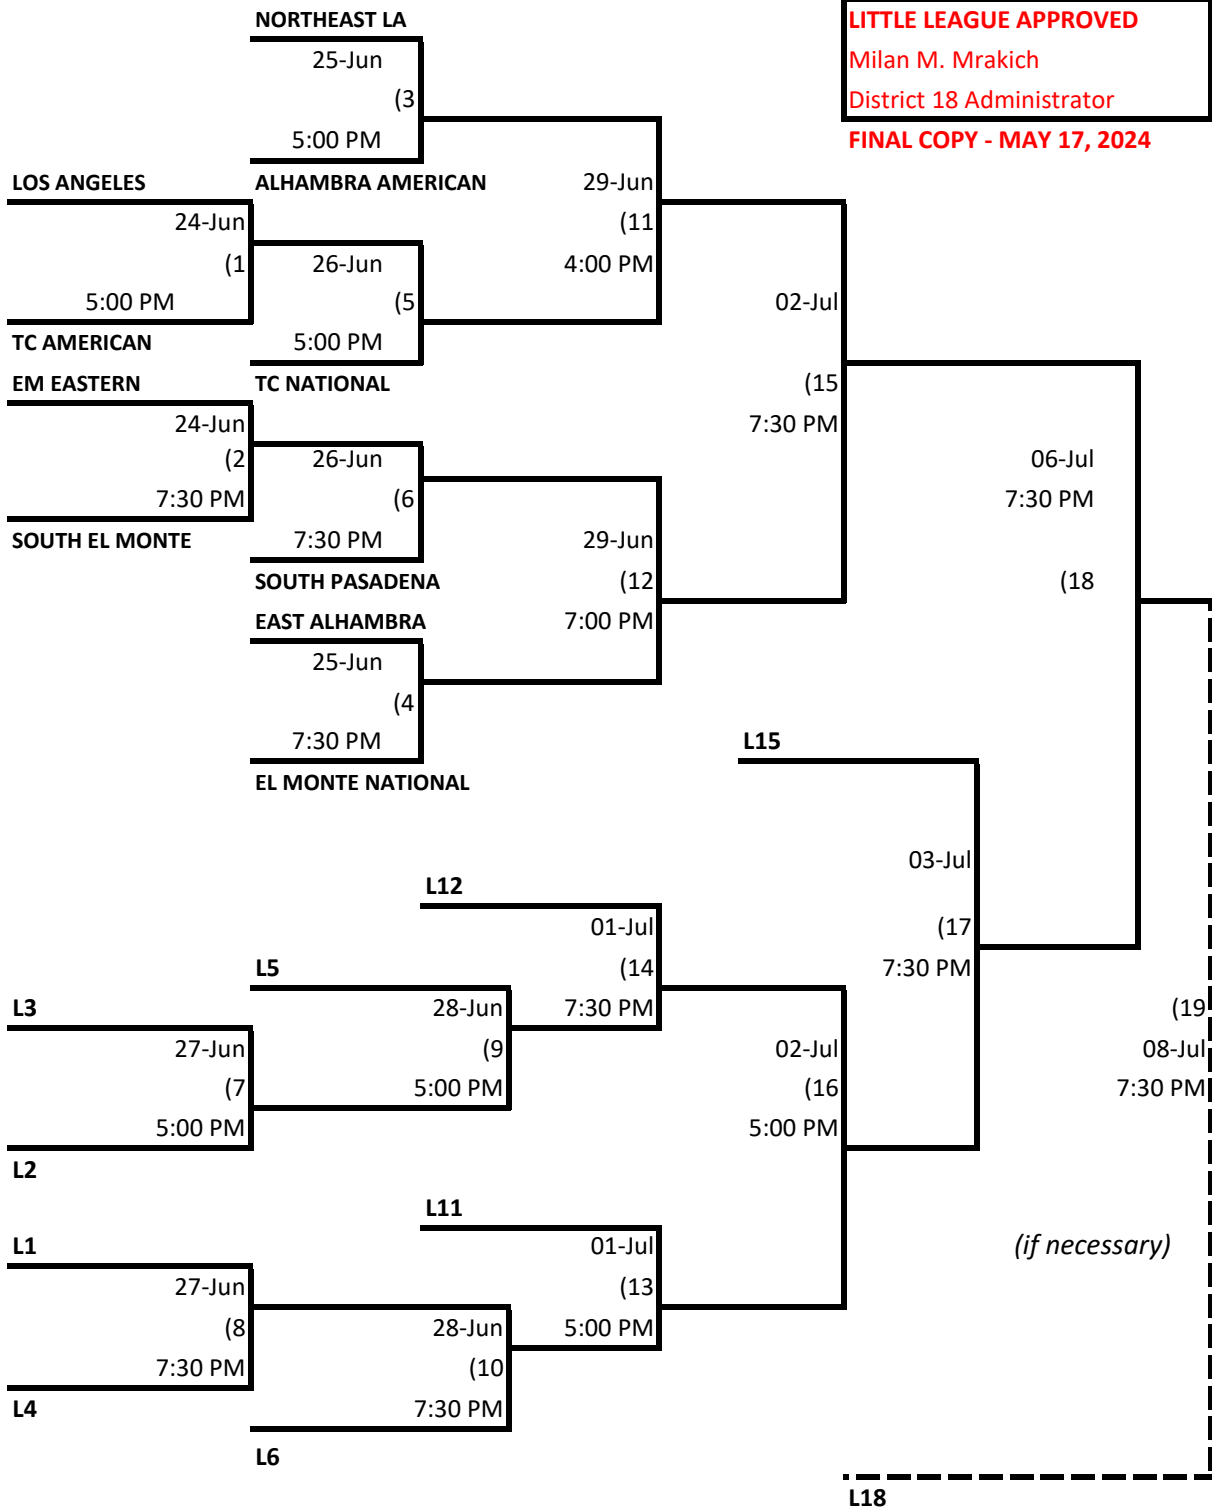 NORTHEAST LA
LITTLE LEAGUE APPROVED
25-Jun
Milan M. Mrakich
(3
District 18 Administrator
5:00 PM
FINAL COPY - MAY 17, 2024
LOS ANGELES
ALHAMBRA AMERICAN
29-Jun
24-Jun
(11
(1
26-Jun
4:00 PM
5:00 PM
(5
02-Jul
TC AMERICAN
5:00 PM
EM EASTERN
TC NATIONAL
(15
24-Jun
7:30 PM
(2
26-Jun
06-Jul
7:30 PM
(6
7:30 PM
SOUTH EL MONTE
7:30 PM
29-Jun
SOUTH PASADENA
(12
(18
EAST ALHAMBRA
7:00 PM
25-Jun
(4
7:30 PM
L15
EL MONTE NATIONAL
03-Jul
L12
01-Jul
(17
L5
(14
7:30 PM
L3
28-Jun
7:30 PM
(19
27-Jun
(9
02-Jul
08-Jul
(7
5:00 PM
(16
7:30 PM
5:00 PM
5:00 PM
L2
L11
L1
01-Jul
(if necessary)
27-Jun
(13
(8
28-Jun
5:00 PM
7:30 PM
(10
L4
7:30 PM
L6
L18